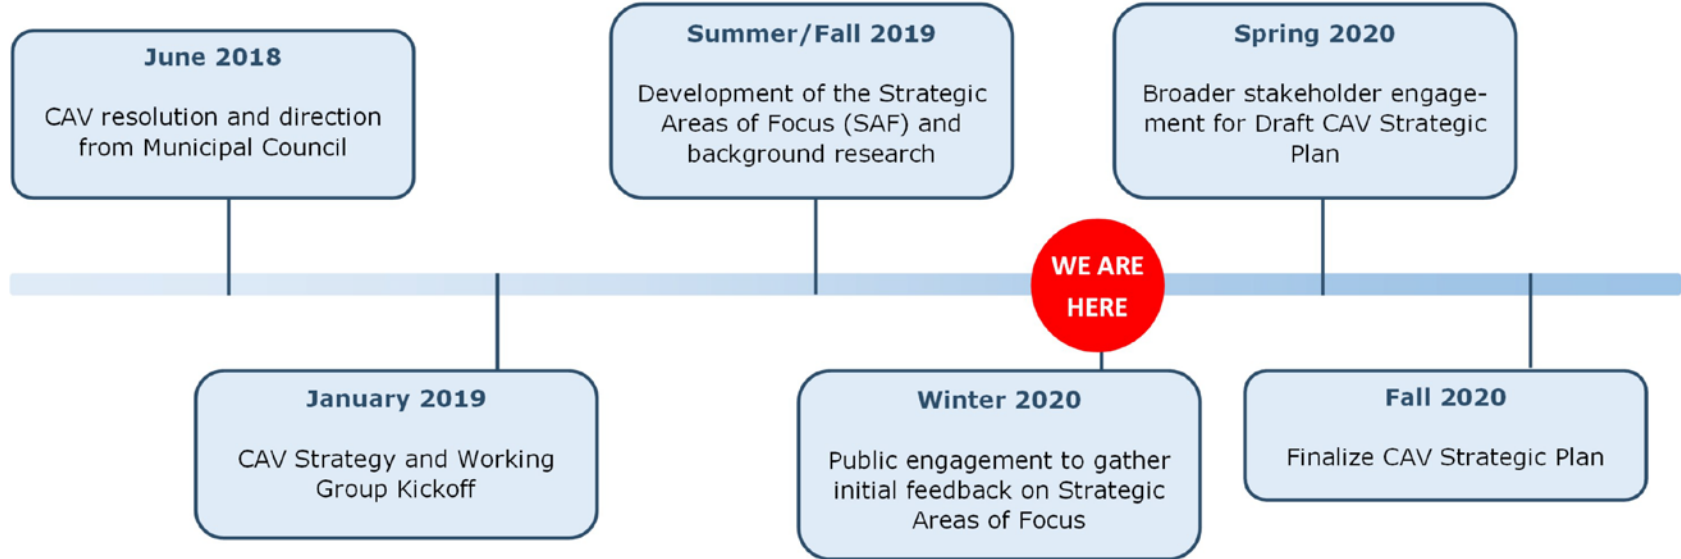 June 2018
CAV resolution and direction
from Municipal Council
Summer/Fall 2019
Development of the Strategic
Areas of Focus (SAF) and
background research
Spring 2020
Broader stakeholder engage-
ment for Draft CAV Strategic
Plan
WE ARE
HERE
January 2019
CAV Strategy and Working
Group Kickoff
Winter 2020
Public engagement to gather
initial feedback on Strategic
Areas of Focus
Fall 2020
Finalize CAV Strategic Plan